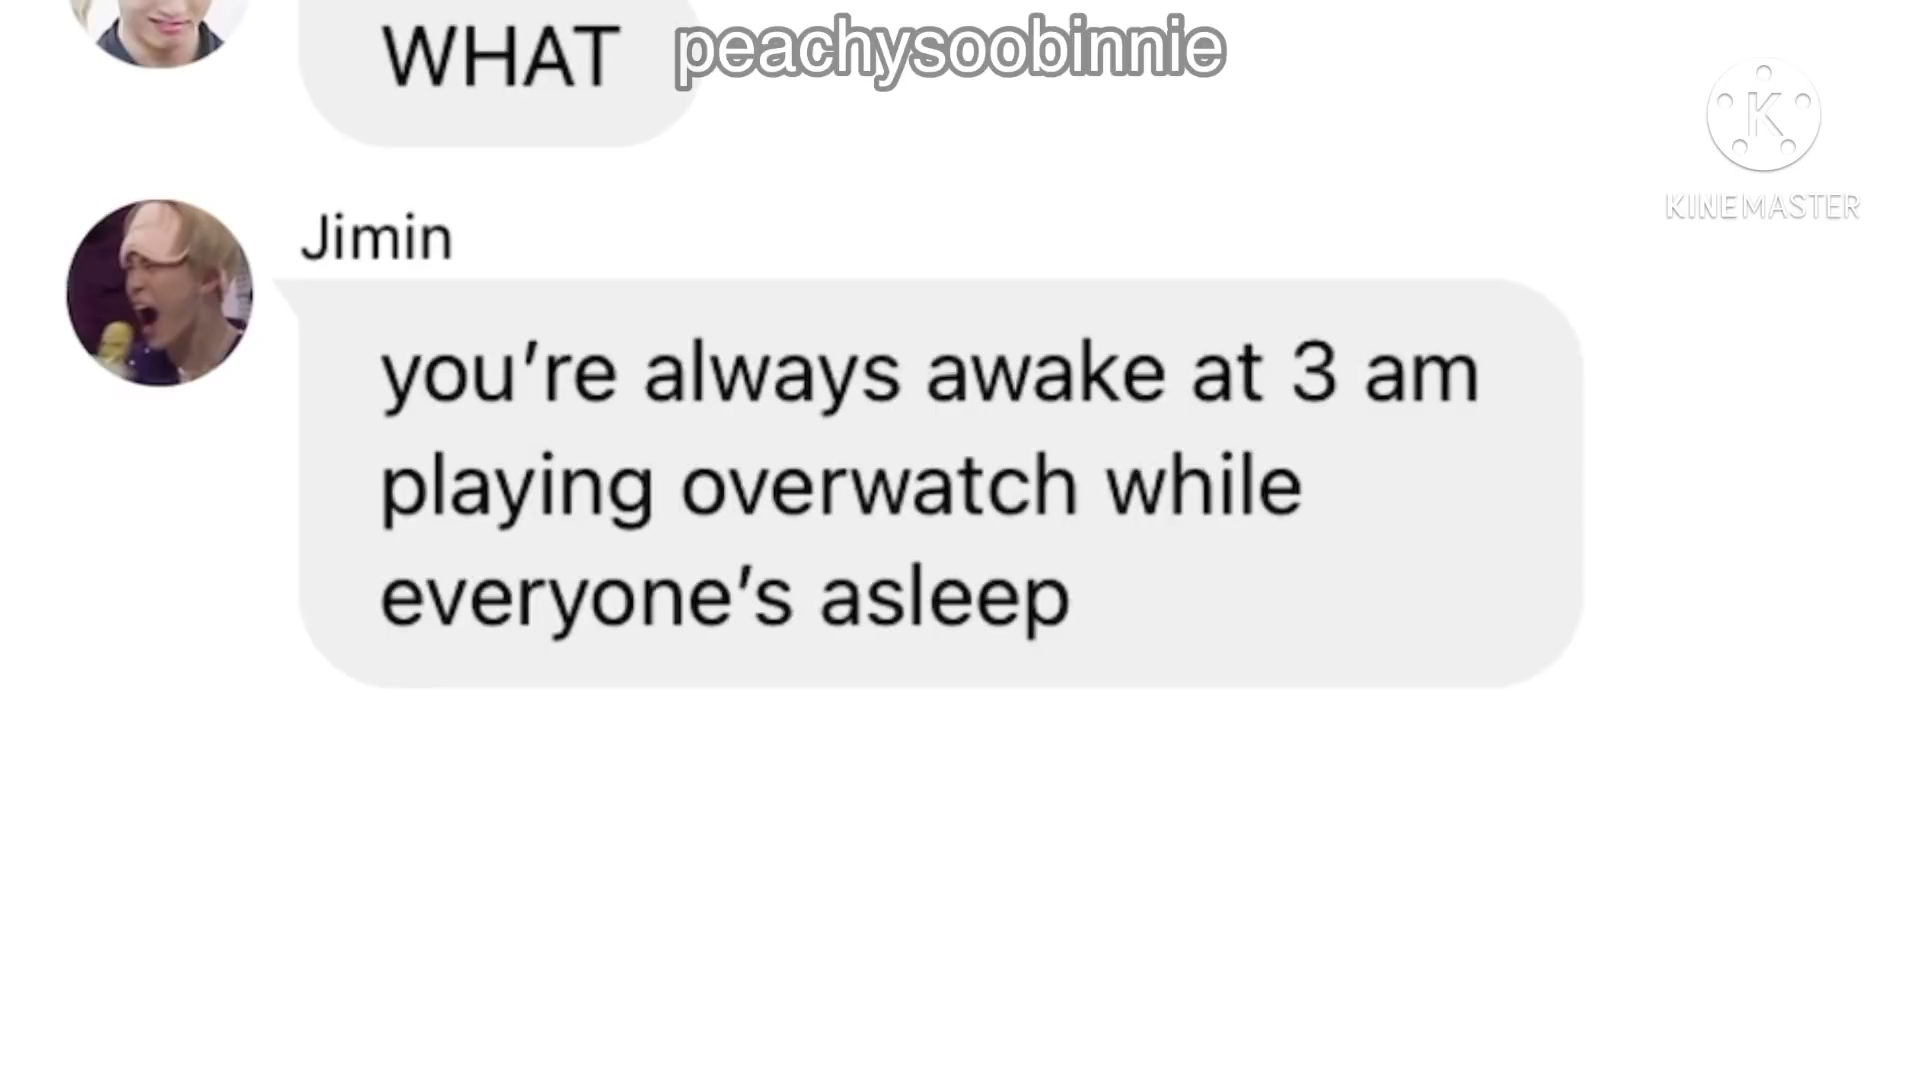 WHAT peachysoobinnie
K
KINEMASTER
Jimin
you’re always awake at 3 am
playing overwatch while
everyone’s asleep